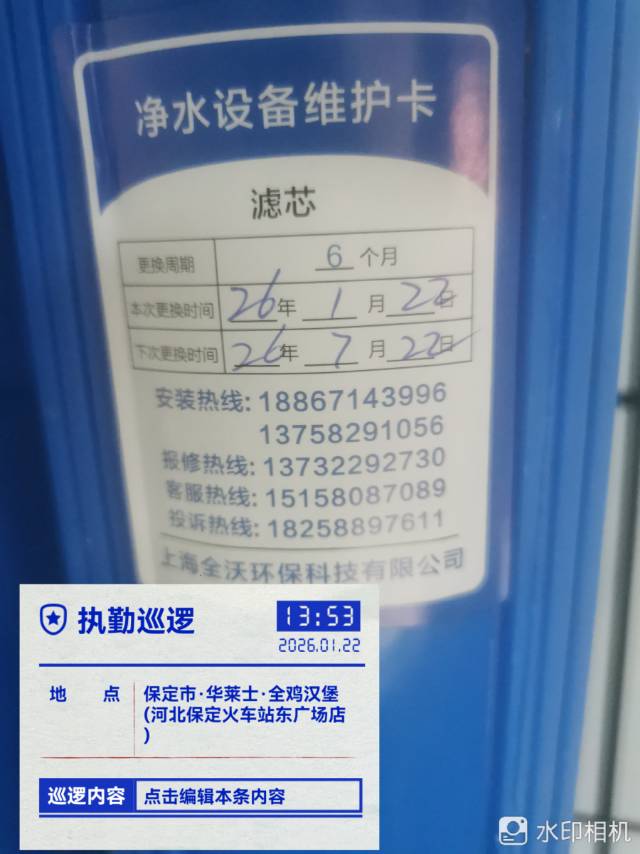 净水设备维护卡
滤芯
更换周期 6 个月
本次更换时间 26 年 1 月 22 日
下次更换时间 26 年 7 月 22 日
安装热线: 18867143996
13758291056
报修热线: 13732292730
客服热线: 15158087089
投诉热线: 18258897611
上海全沃环保科技有限公司
执勤巡逻 13:53
2026.01.22
地 点 保定市·华莱士·全鸡汉堡
(河北保定火车站东广场店
)
巡逻内容 点击编辑本条内容
水印相机